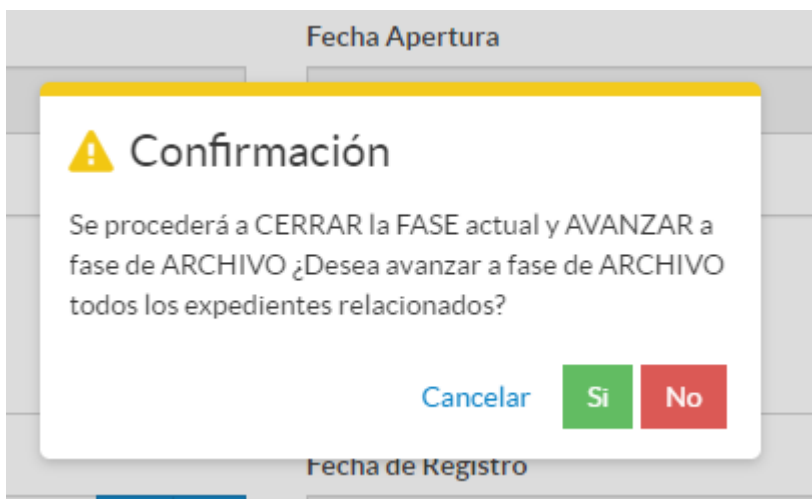 Fecha Apertura
Confirmación
Se procederá a CERRAR la FASE actual y AVANZAR a
fase de ARCHIVO ¿Desea avanzar a fase de ARCHIVO
todos los expedientes relacionados?
Cancelar Si No
Fecha de Registro